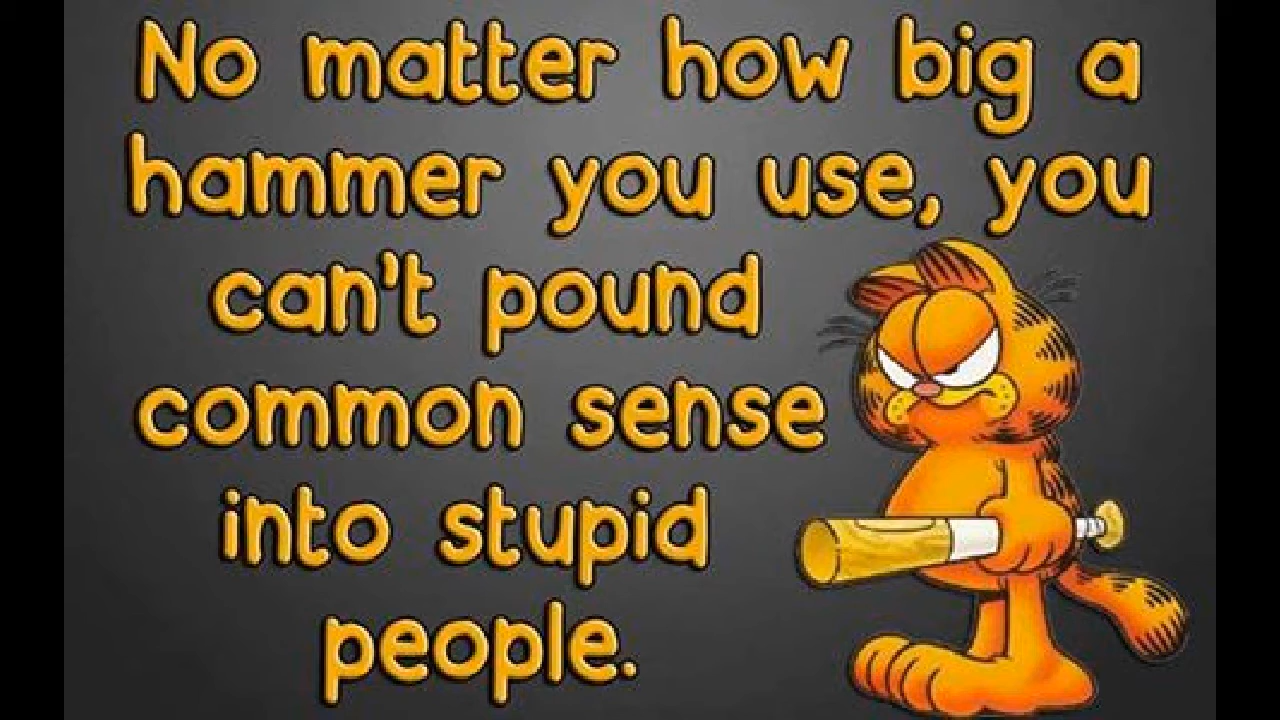 No matter how big a
hammer you use, you
can't pound
common sense
into stupid
people.